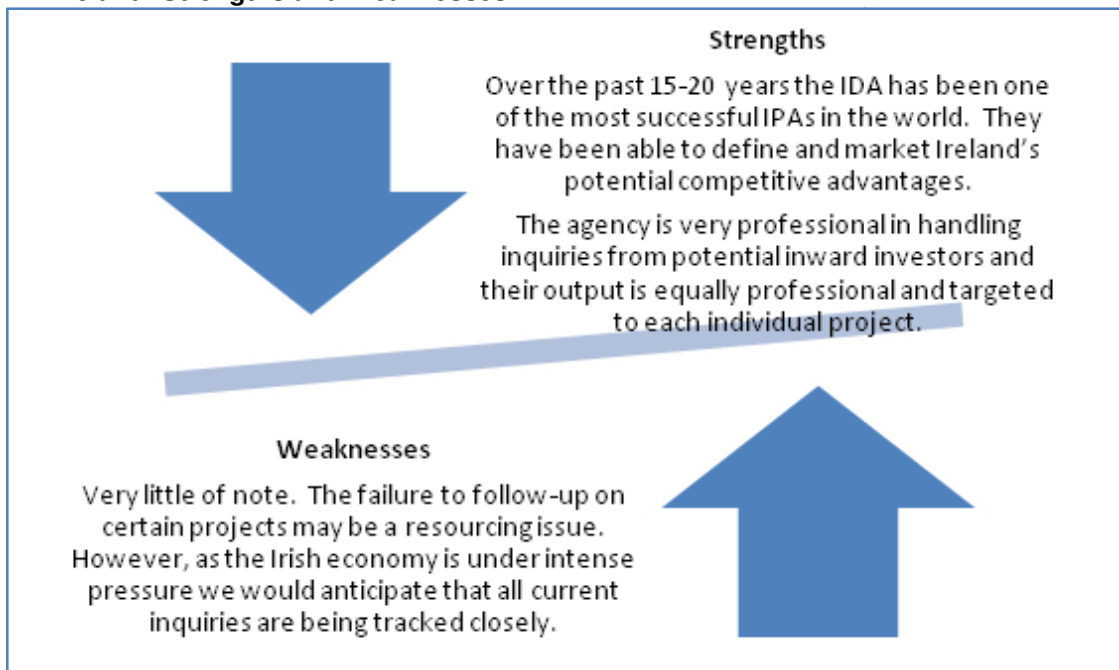 Strengths
Over the past 15-20 years the IDA has been one
of the most successful IPAs in the world. They
have been able to define and market Ireland's
potential competitive advantages.
The agency is very professional in handling
inquiries from potential inward investors and
their output is equally professional and targeted
to each individual project.
Weaknesses
Very little of note. The failure to follow-up on
certain projects may be a resourcing issue.
However, as the Irish economy is under intense
pressure we would anticipate that all current
inquiries are being tracked closely.